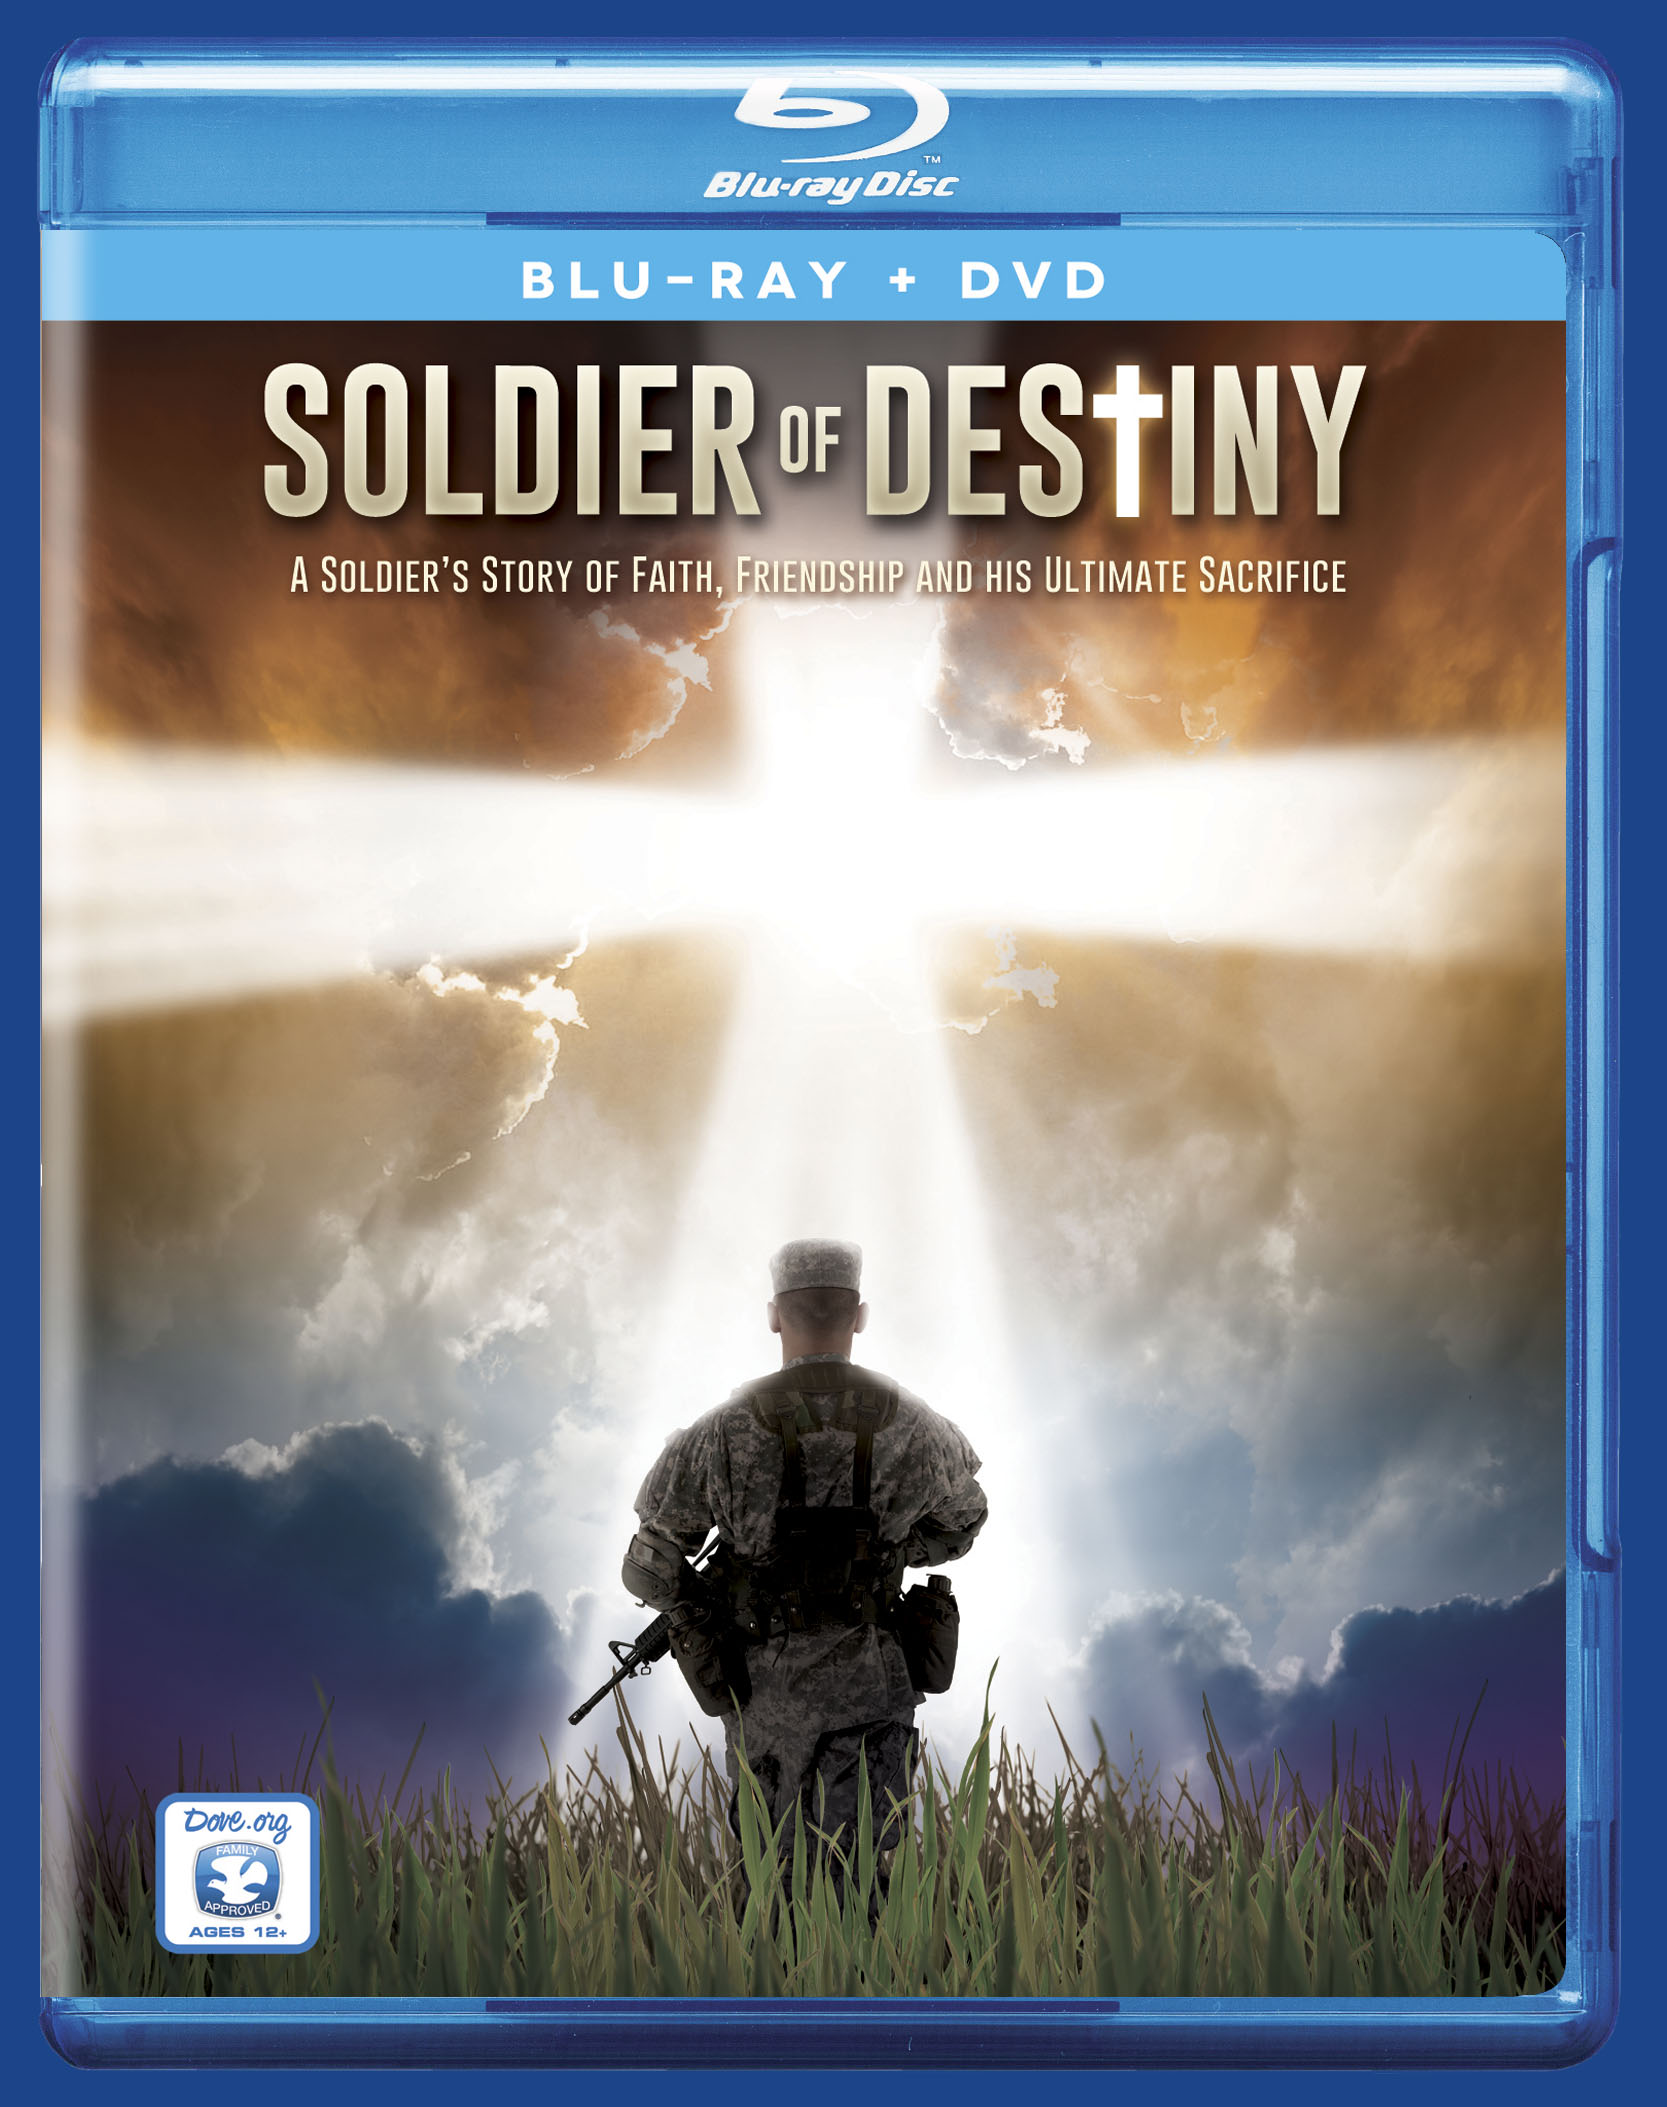 Blu-ray Disc™
BLU-RAY + DVD
SOLDIER OF DESTINY
A SOLDIER'S STORY OF FAITH, FRIENDSHIP AND HIS ULTIMATE SACRIFICE
Dove.org
FAMILY
APPROVED
AGES 12+